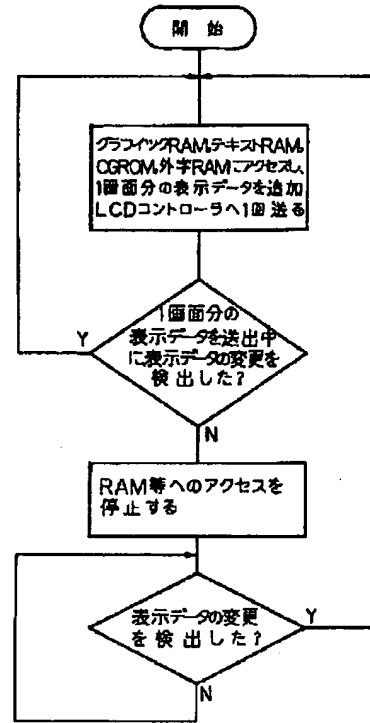 開始
グラフィックRAM,テキストRAM,
CGROM,外字RAMにアクセスし、
1画面分の表示データを追加
LCDコントローラへ1回送る
1画面分の
表示データを送出中
に表示データの変更を
検出した?
Y
N
RAM等へのアクセスを
停止する
表示データの変更
を検出した?
Y
N